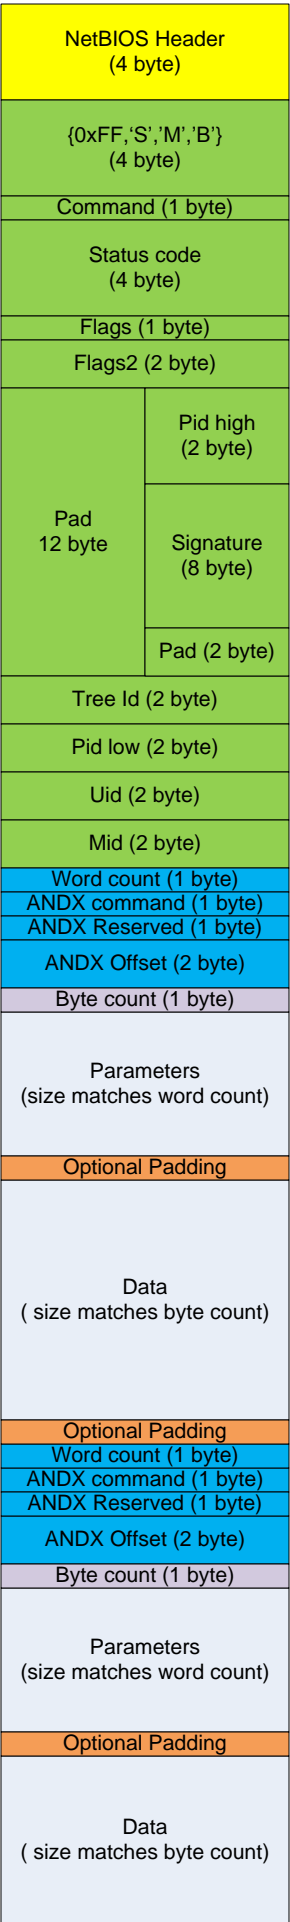 NetBIOS Header
(4 byte)
{0xFF,‘S’,’M’,’B’}
(4 byte)
Command (1 byte)
Status code
(4 byte)
Flags (1 byte)
Flags2 (2 byte)
Pad
12 byte
Pid high
(2 byte)
Signature
(8 byte)
Pad (2 byte)
Tree Id (2 byte)
Pid low (2 byte)
Uid (2 byte)
Mid (2 byte)
Word count (1 byte)
ANDX command (1 byte)
ANDX Reserved (1 byte)
ANDX Offset (2 byte)
Byte count (1 byte)
Parameters
(size matches word count)
Optional Padding
Data
( size matches byte count)
Optional Padding
Word count (1 byte)
ANDX command (1 byte)
ANDX Reserved (1 byte)
ANDX Offset (2 byte)
Byte count (1 byte)
Parameters
(size matches word count)
Optional Padding
Data
( size matches byte count)